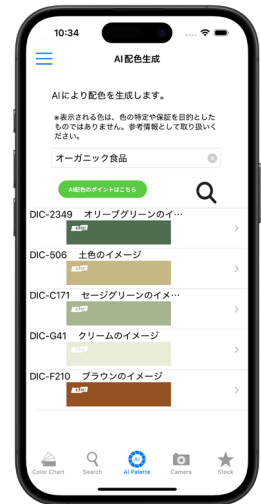 10:34
AI 配色生成
AIにより配色を生成します。
※表示される色は、色の特定や保証を目的とした
ものではありません。参考情報として取り扱いく
ださい。
オーガニック食品
AI配色のポイントはこちら
DIC-2349 オリーブグリーンのイ…
DIC-506 土色のイメージ
DIC-C171 セージグリーンのイメ…
DIC-G41 クリームのイメージ
DIC-F210 ブラウンのイメージ
Color Chart Search AI Palette Camera Stock